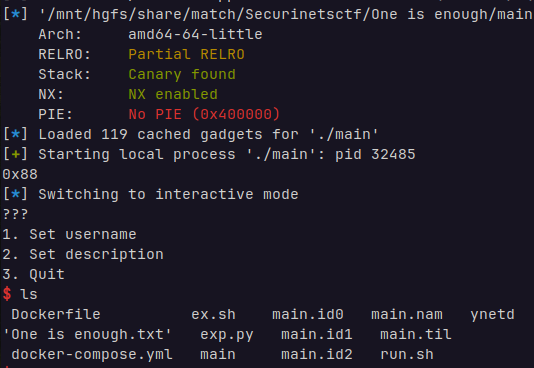 [*] '/mnt/hgfs/share/match/Securinetsctf/One is enough/main
Arch: amd64-64-little
RELRO: Partial RELRO
Stack: Canary found
NX: NX enabled
PIE: No PIE (0x400000)
[*] Loaded 119 cached gadgets for './main'
[+] Starting local process './main': pid 32485
0x88
[*] Switching to interactive mode
???
1. Set username
2. Set description
3. Quit
$ ls
Dockerfile ex.sh main.id0 main.nam ynetd
'One is enough.txt' exp.py main.id1 main.til
docker-compose.yml main main.id2 run.sh